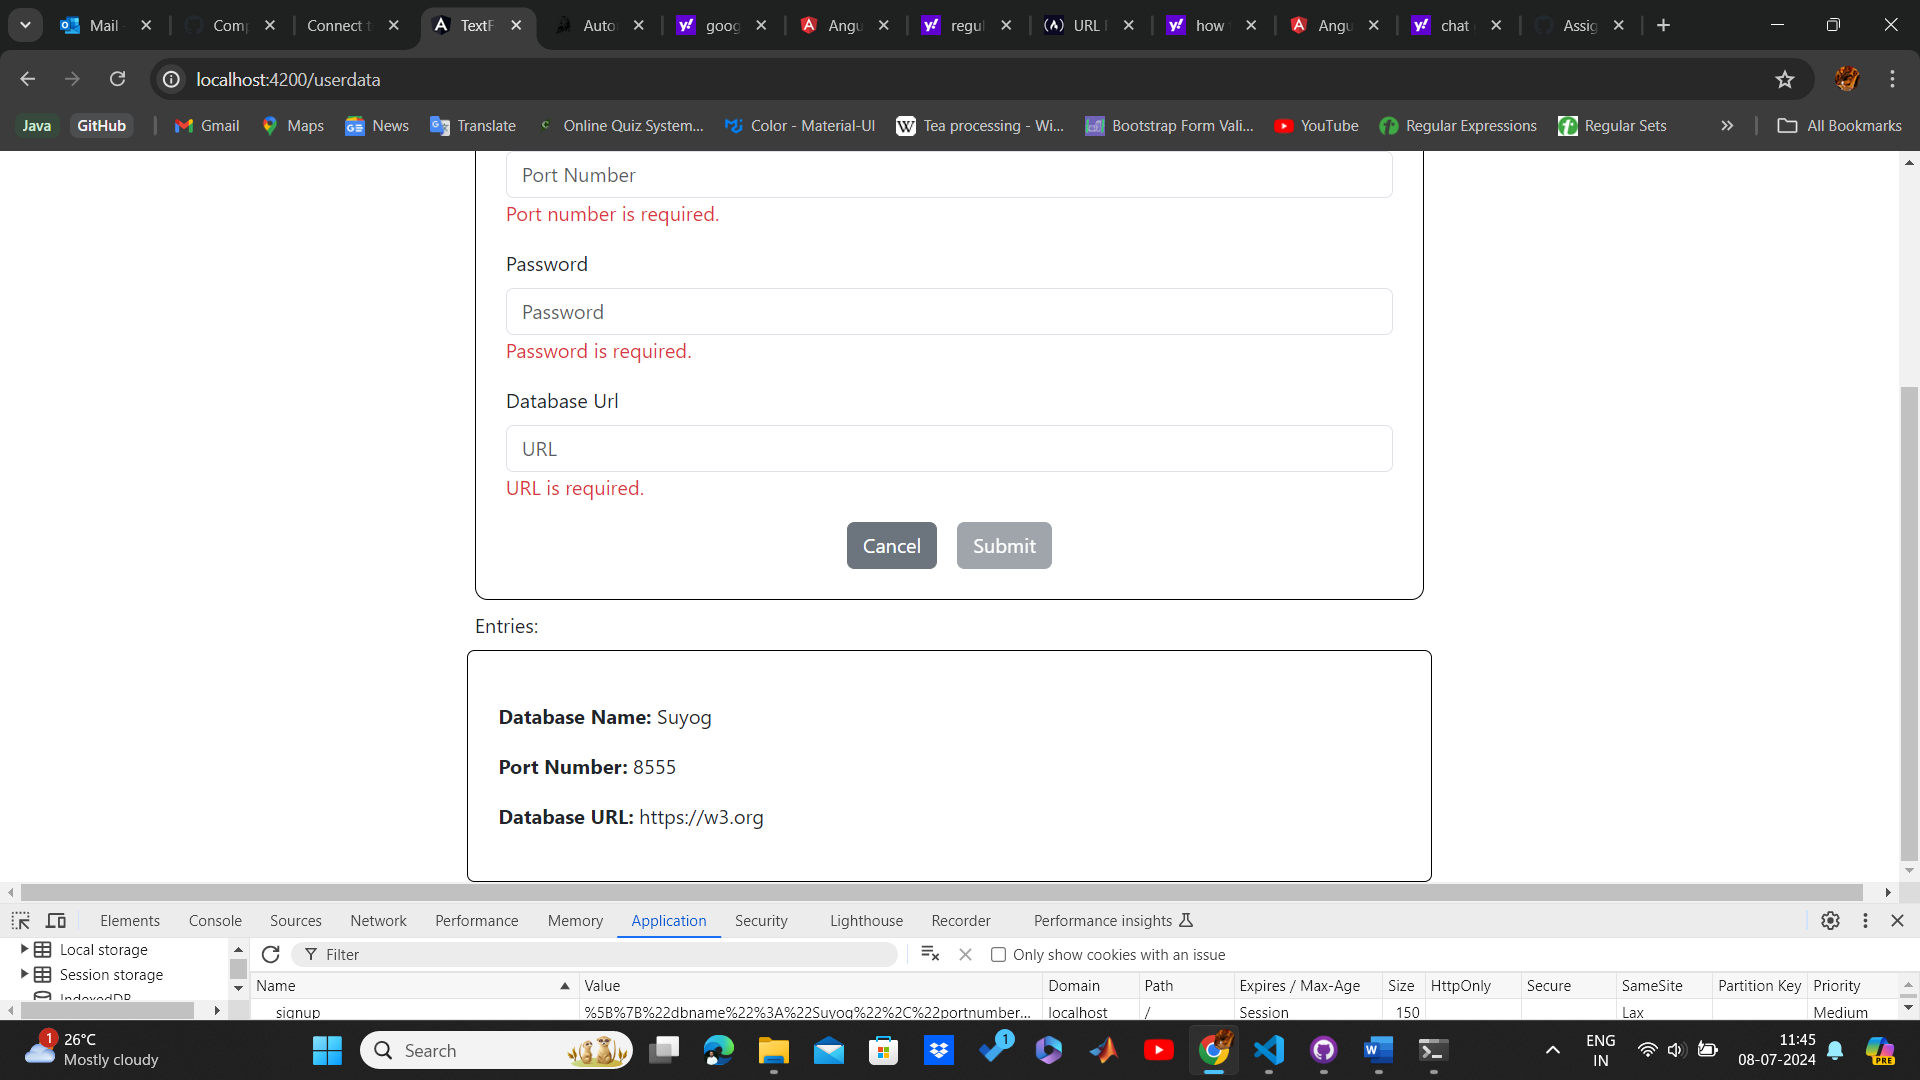 Mail
Comp
Connect t
TextF
Auto
goog
Angu
regul
URL
how
Angu
chat
Assig
localhost:4200/userdata
Java
GitHub
Gmail
Maps
News
Translate
Online Quiz System...
Color - Material-UI
Tea processing - Wi...
Bootstrap Form Vali...
YouTube
Regular Expressions
Regular Sets
All Bookmarks
Port Number
Port number is required.
Password
Password
Password is required.
Database Url
URL
URL is required.
Cancel Submit
Entries:
Database Name: Suyog
Port Number: 8555
Database URL: https://w3.org
Elements Console Sources Network Performance Memory Application Security Lighthouse Recorder Performance insights
Local storage
Filter
Only show cookies with an issue
Session storage
IndexedDB
Name Value Domain Path Expires / Max-Age Size HttpOnly Secure SameSite Partition Key Priority
signup %5B%7B%22dbname%22%3A%22Suyog%22%2C%22portnumber... localhost / Session 150 Lax Medium
1
26°C
Mostly cloudy
Search
1
ENG
IN
11:45
08-07-2024
PRE